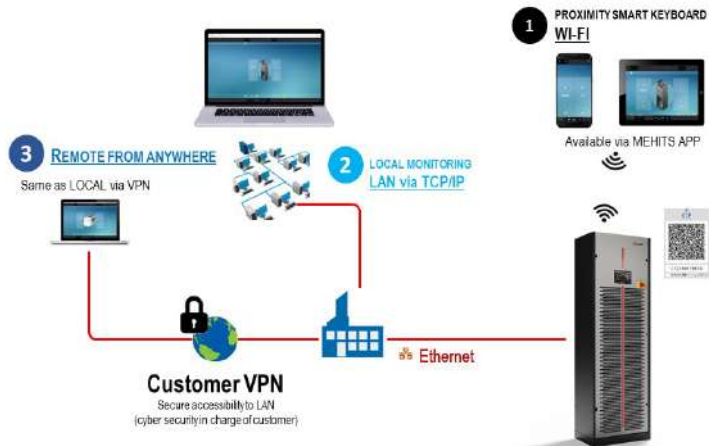 1
PROXIMITY SMART KEYBOARD
WI-FI
Available via MEHITS APP
3
REMOTE FROM ANYWHERE
Same as LOCAL via VPN
2
LOCAL MONITORING
LAN via TCP/IP
Ethernet
Customer VPN
Secure accessibility to LAN
(cyber security in charge of customer)